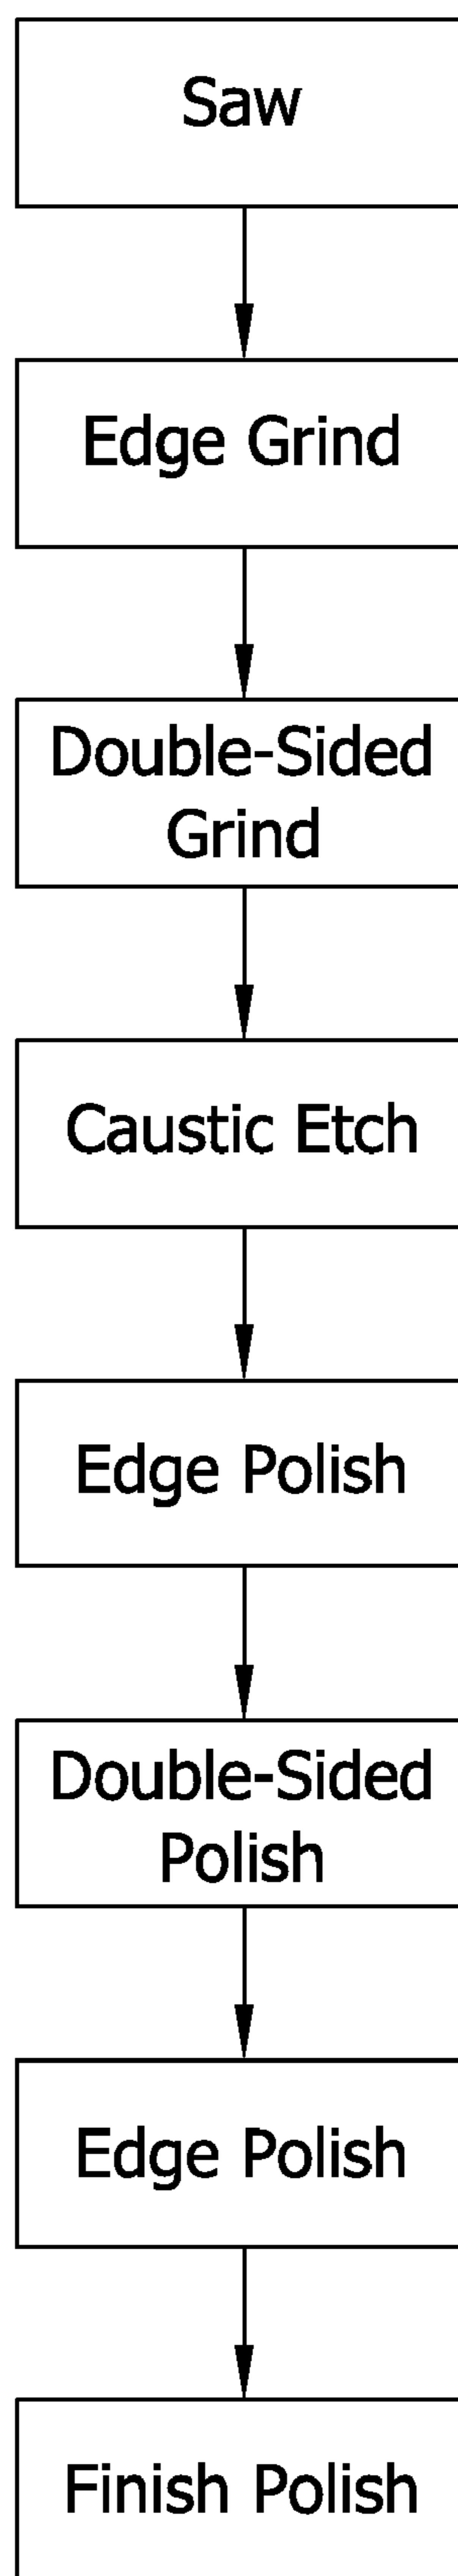 Saw
Edge Grind
Double-Sided
Grind
Caustic Etch
Edge Polish
Double-Sided
Polish
Edge Polish
Finish Polish